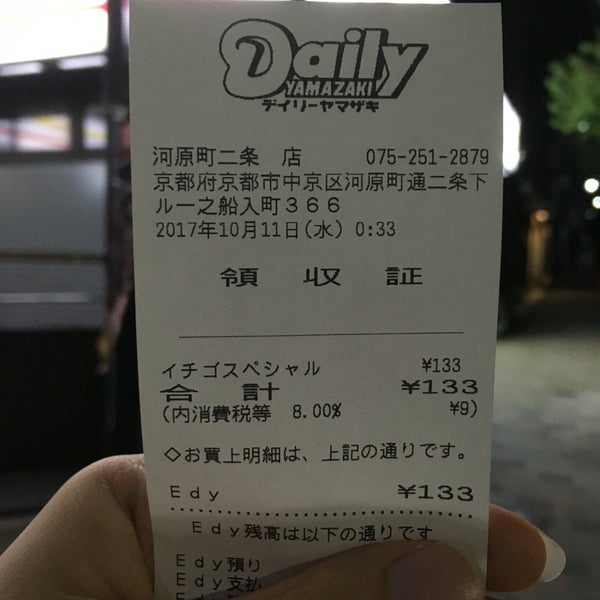 Daily
YAMAZAKI
デイリーヤマザキ
河原町二条 店 075-251-2879
京都府京都市中京区河原町通二条下
ルー之船入町366
2017年10月11日(水) 0:33
領 収 証
イチゴスペシャル ¥133
合 計 ¥133
(内消費税等 8.00% ¥9)
◇お買上明細は、上記の通りです。
Edy ¥133
Edy残高は以下の通りです
Edy預り
Edy支払